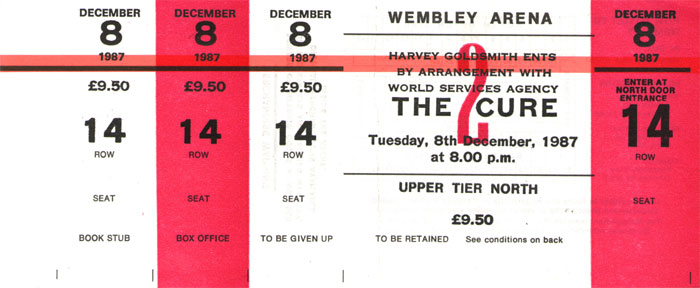 DECEMBER
8
1987
£9.50
14
ROW
SEAT
BOOK STUB
DECEMBER
8
1987
£9.50
14
ROW
SEAT
BOX OFFICE
DECEMBER
8
1987
£9.50
14
ROW
SEAT
TO BE GIVEN UP
WEMBLEY ARENA
2
HARVEY GOLDSMITH ENTS
BY ARRANGEMENT WITH
WORLD SERVICES AGENCY
THE CURE
Tuesday, 8th December, 1987
at 8.00 p.m.
UPPER TIER NORTH
£9.50
TO BE RETAINED See conditions on back
DECEMBER
8
1987
ENTER AT
NORTH DOOR
ENTRANCE
14
ROW
SEAT